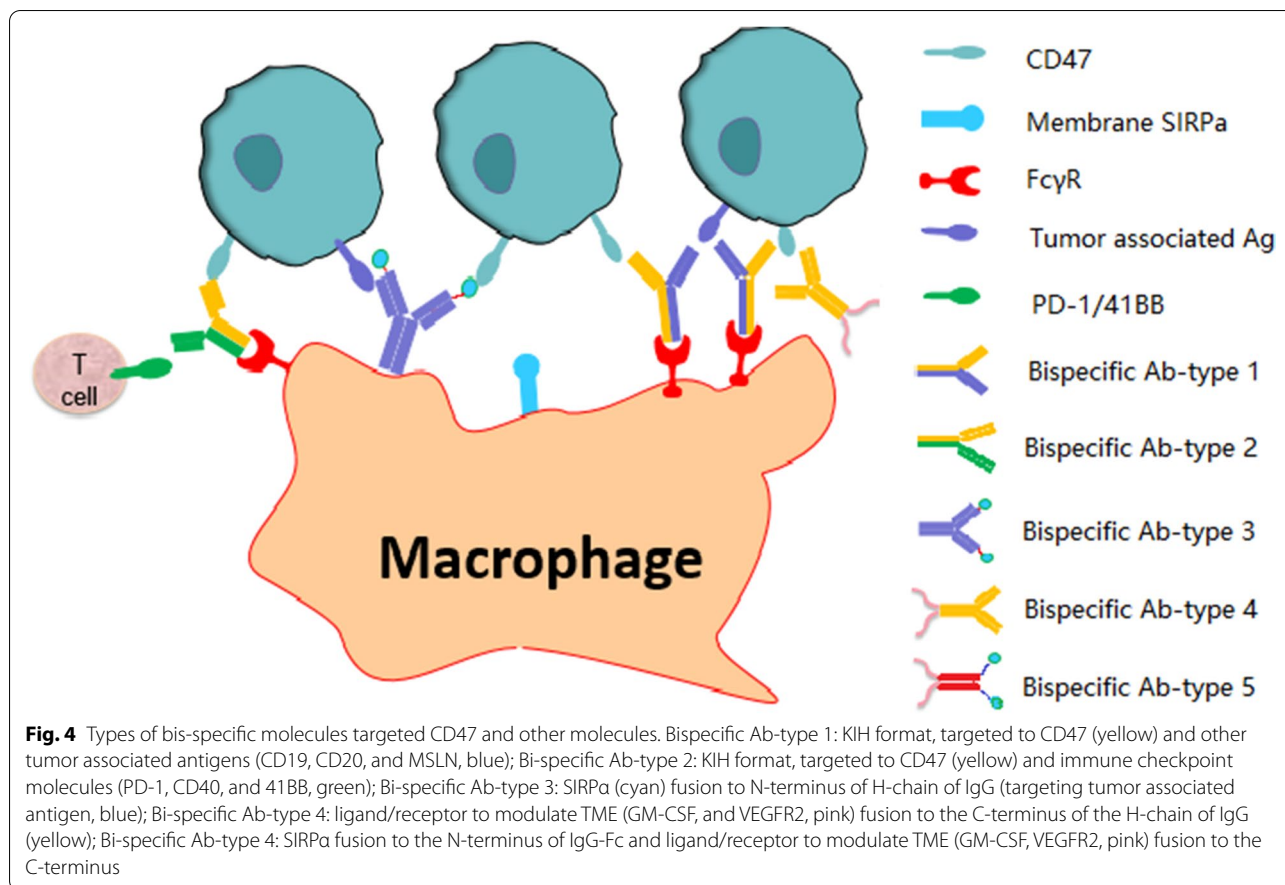 CD47
Membrane SIRPa
FcγR
Tumor associated Ag
PD-1/41BB
Bispecific Ab-type 1
Bispecific Ab-type 2
Bispecific Ab-type 3
Bispecific Ab-type 4
Bispecific Ab-type 5
T
cell
Macrophage
Fig. 4 Types of bis-specific molecules targeted CD47 and other molecules. Bispecific Ab-type 1: KIH format, targeted to CD47 (yellow) and other
tumor associated antigens (CD19, CD20, and MSLN, blue); Bi-specific Ab-type 2: KIH format, targeted to CD47 (yellow) and immune checkpoint
molecules (PD-1, CD40, and 41BB, green); Bi-specific Ab-type 3: SIRPα (cyan) fusion to N-terminus of H-chain of IgG (targeting tumor associated
antigen, blue); Bi-specific Ab-type 4: ligand/receptor to modulate TME (GM-CSF, and VEGFR2, pink) fusion to the C-terminus of the H-chain of IgG
(yellow); Bi-specific Ab-type 4: SIRPα fusion to the N-terminus of IgG-Fc and ligand/receptor to modulate TME (GM-CSF, VEGFR2, pink) fusion to the
C-terminus